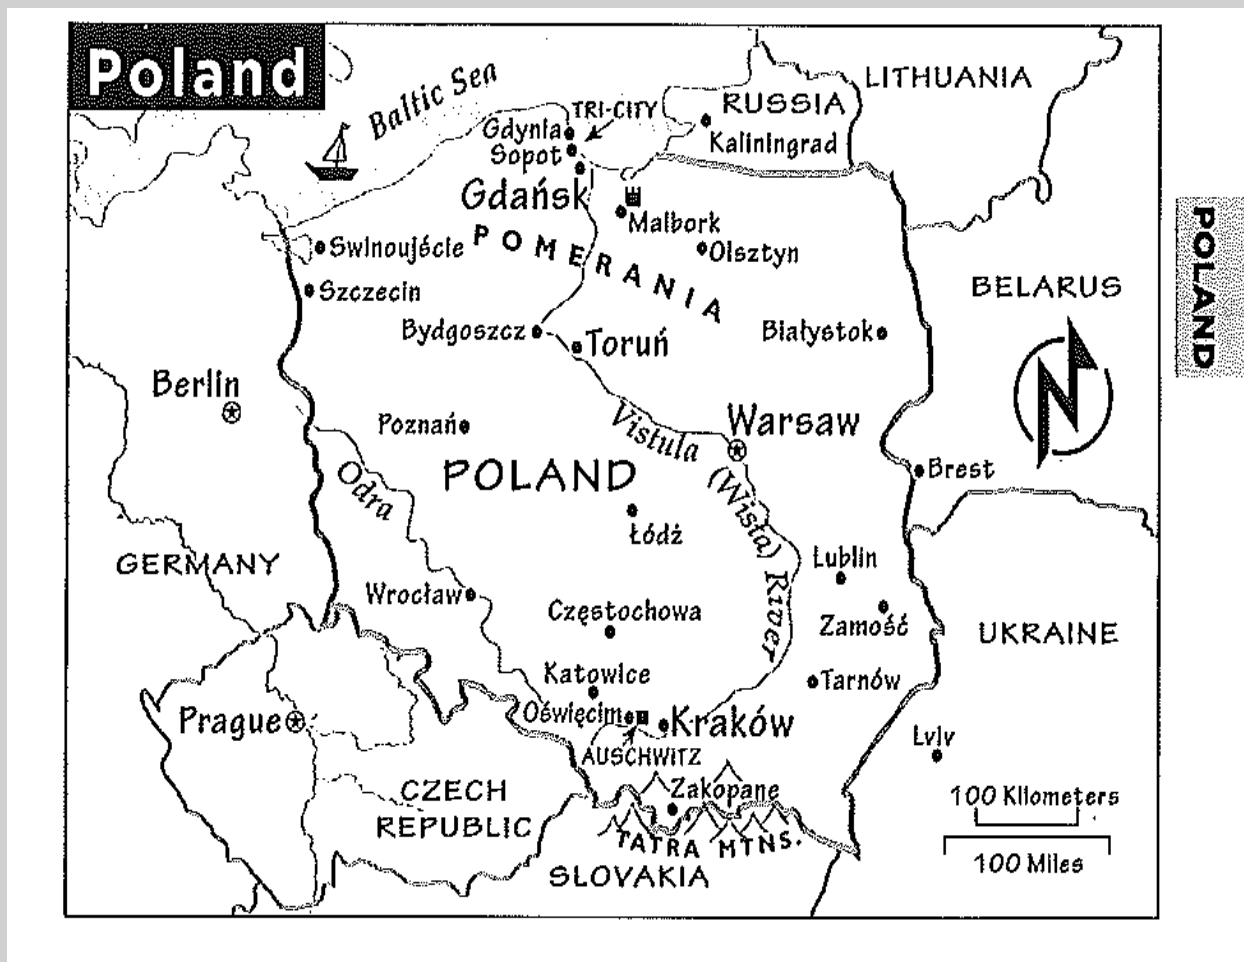 Poland
Baltic Sea
TRI-CITY
Gdynia
Sopot
Gdańsk
RUSSIA
Kaliningrad
LITHUANIA
POLAND
Malbork
Olsztyn
POMERANIA
Swinoujście
Szczecin
BELARUS
Bydgoszcz
Toruń
Białystok
Berlin
Poznań
Vistula
(Wisła)
River
Warsaw
Brest
Odra
POLAND
Łódź
GERMANY
Lublin
Wrocław
Częstochowa
Zamość
UKRAINE
Katowice
Tarnów
Oświęcim
Kraków
Prague
AUSCHWITZ
Lviv
Zakopane
CZECH
REPUBLIC
TATRA MTNS.
SLOVAKIA
100 Kilometers
100 Miles
N